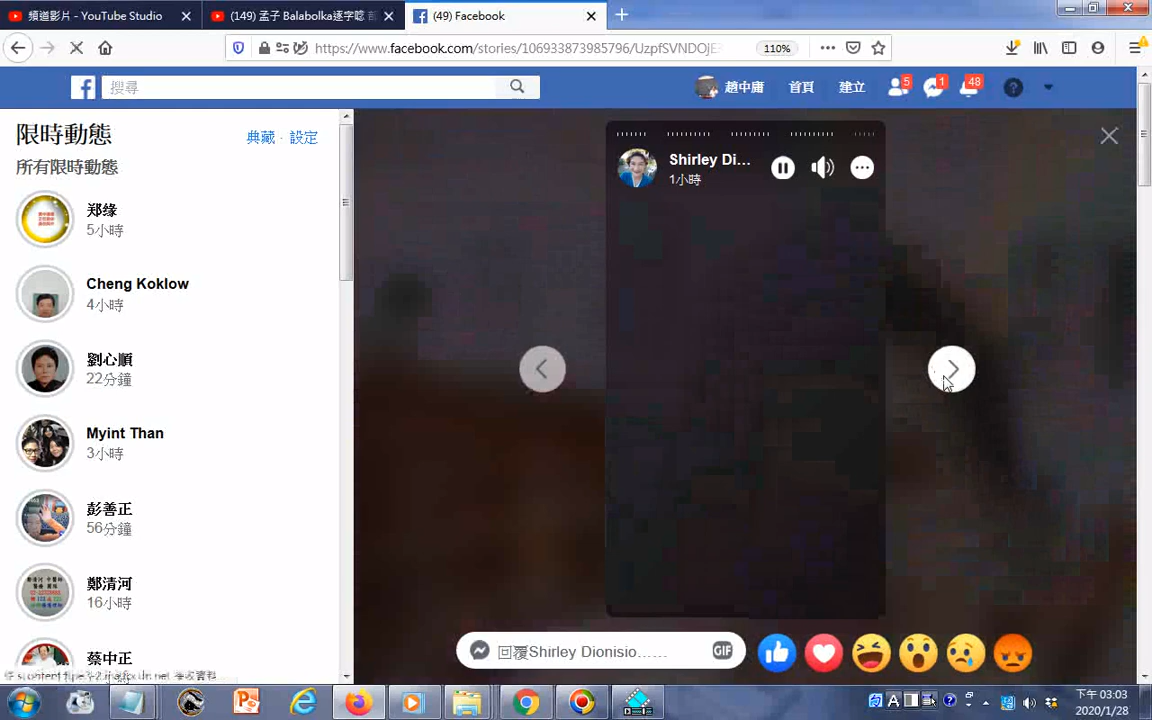 頻道影片 - YouTube Studio
(149) 孟子 Balabolka逐字唸
(49) Facebook
https://www.facebook.com/stories/106933873985796/UzpfSVNDOjE
110%
搜尋
趙中庸
首頁
建立
5
1
48
限時動態
典藏 · 設定
所有限時動態
郑缘
5小時
Cheng Koklow
4小時
劉心順
22分鐘
Myint Than
3小時
彭善正
56分鐘
鄭清河
16小時
蔡中正
Shirley Di...
1小時
回覆Shirley Dionisio......
GIF
下午 03:03
2020/1/28